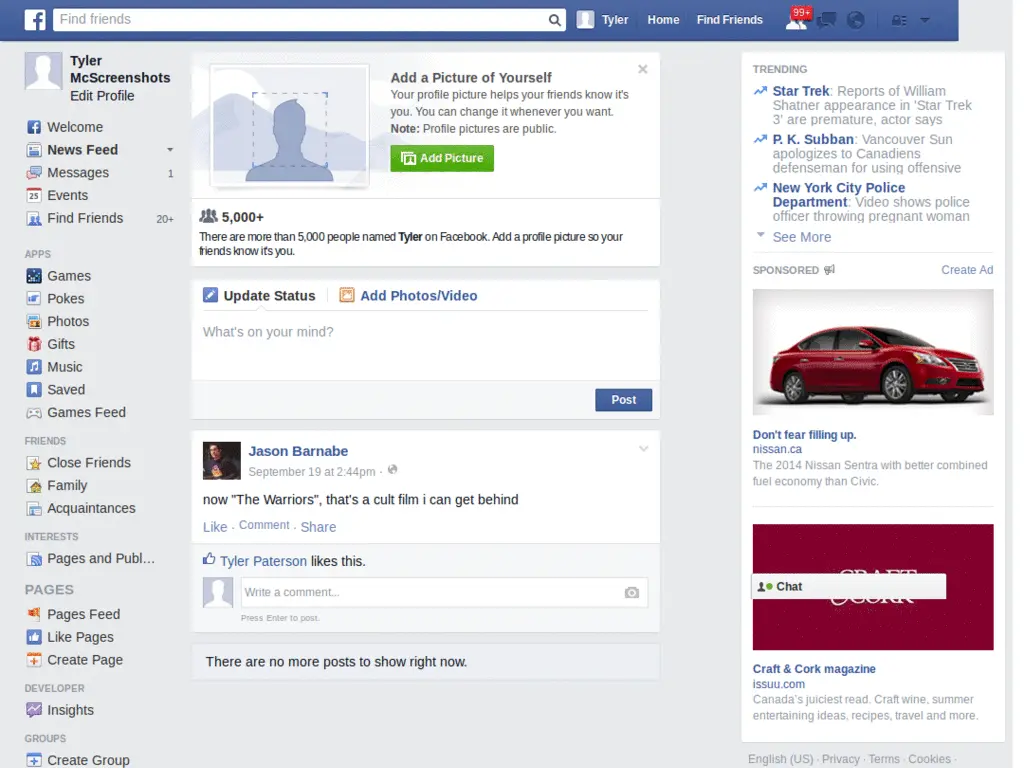 f Find friends Tyler Home Find Friends 99+
Tyler
McScreenshots
Edit Profile
Welcome
News Feed
Messages 1
25 Events
Find Friends 20+
APPS
Games
Pokes
Photos
Gifts
Music
Saved
Games Feed
FRIENDS
Close Friends
Family
Acquaintances
INTERESTS
Pages and Publ...
PAGES
Pages Feed
Like Pages
Create Page
DEVELOPER
Insights
GROUPS
Create Group
Add a Picture of Yourself
Your profile picture helps your friends know it's
you. You can change it whenever you want.
Note: Profile pictures are public.
Add Picture
5,000+
There are more than 5,000 people named Tyler on Facebook. Add a profile picture so your
friends know it's you.
Update Status Add Photos/Video
What's on your mind?
Post
Jason Barnabe
September 19 at 2:44pm ·
now "The Warriors", that's a cult film i can get behind
Like · Comment · Share
Tyler Paterson likes this.
Write a comment...
Press Enter to post.
There are no more posts to show right now.
TRENDING
Star Trek: Reports of William
Shatner appearance in 'Star Trek
3' are premature, actor says
P. K. Subban: Vancouver Sun
apologizes to Canadiens
defenseman for using offensive
New York City Police
Department: Video shows police
officer throwing pregnant woman
See More
SPONSORED Create Ad
Don't fear filling up.
nissan.ca
The 2014 Nissan Sentra with better combined
fuel economy than Civic.
CRAFT
Chat
CORK
Craft & Cork magazine
issuu.com
Canada's juiciest read. Craft wine, summer
entertaining ideas, recipes, travel and more.
English (US) · Privacy · Terms · Cookies ·